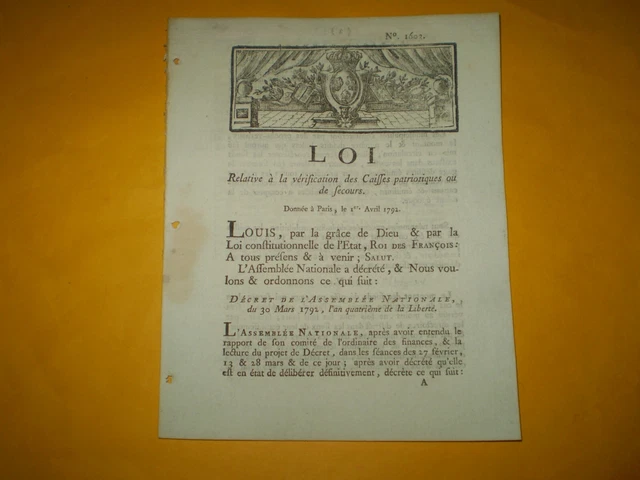 Nº. 1602.
LOI
Relative à la vérification des Caisses patriotiques ou
de secours.
Donnée à Paris, le 1er. Avril 1792.
LOUIS, par la grâce de Dieu & par la
Loi constitutionnelle de l'Etat, ROI DES FRANÇOIS:
A tous présens & à venir; SALUT.
L'Assemblée Nationale a décrété, & Nous vou-
lons & ordonnons ce qui suit:
DÉCRET DE L'ASSEMBLÉE NATIONALE,
du 30 Mars 1792, l'an quatrième de la Liberté.
L'ASSEMBLÉE NATIONALE, après avoir entendu le
rapport de son comité de l'ordinaire des finances, & la
lecture du projet de Décret, dans les séances des 27 février,
13 & 28 mars & de ce jour; après avoir décrété qu'elle
est en état de délibérer définitivement, décrète ce qui suit:
A